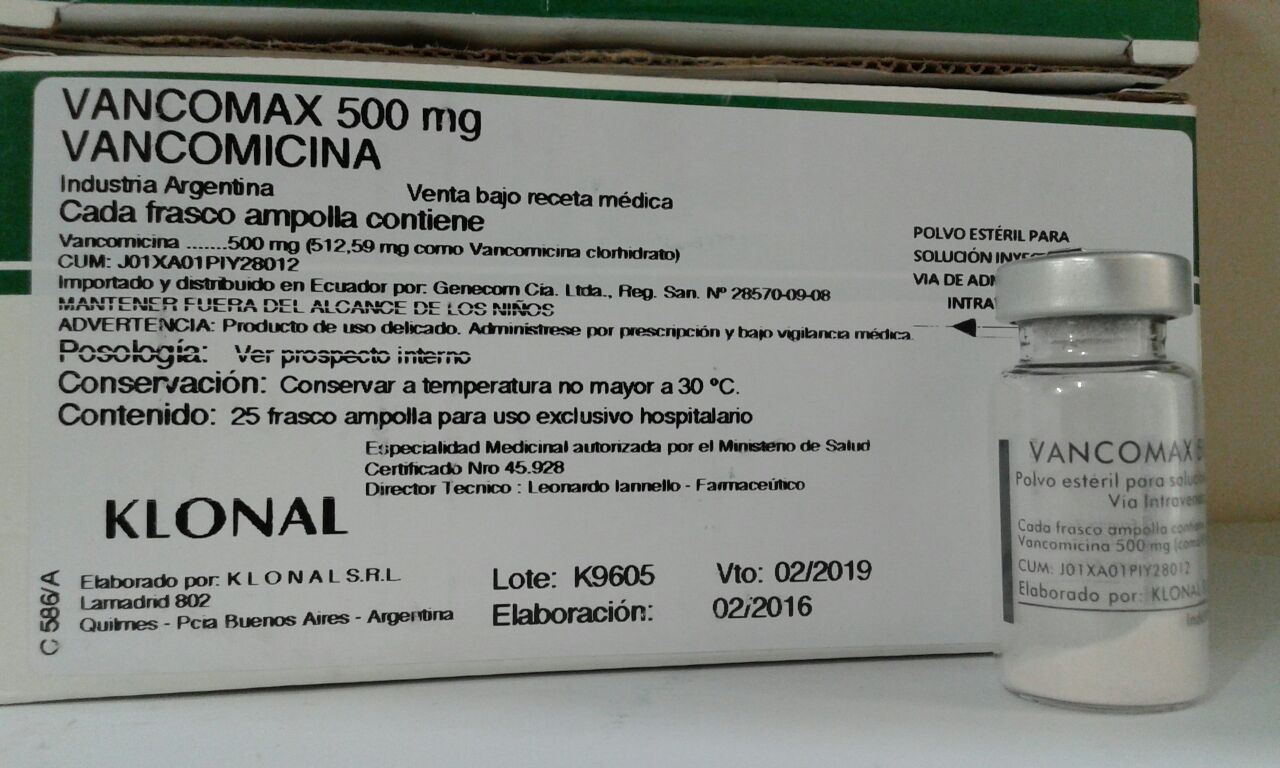 VANCOMAX 500 mg
VANCOMICINA
Industria Argentina
Venta bajo receta médica
Cada frasco ampolla contiene
Vancomicina .......500 mg (512,59 mg como Vancomicina clorhidrato)
CUM: J01XA01PIY28012
Importado y distribuido en Ecuador por: Genecom Cia. Ltda., Reg. San. Nº 28570-09-08
MANTENER FUERA DEL ALCANCE DE LOS NIÑOS
ADVERTENCIA: Producto de uso delicado. Administrese por prescripción y bajo vigilancia médica.
Posología: Ver prospecto interno
Conservación: Conservar a temperatura no mayor a 30 ºC.
Contenido: 25 frasco ampolla para uso exclusivo hospitalario
Especialidad Medicinal autorizada por el Ministerio de Salud
Certificado Nro 45.928
Director Tecnico : Leonardo Iannello - Farmaceútico
KLONAL
C 586/A
Elaborado por: K L O N A L S.R.L
Lamadrid 802
Quilmes - Pcia Buenos Aires - Argentina
Lote: K9605
Vto: 02/2019
Elaboración: 02/2016
POLVO ESTÉRIL PARA
SOLUCIÓN
VIA DE
VANCOMAX
Polvo estéril para
Vía
Cada frasco ampolla
Vancomicina 500 mg
CUM: J01XA01PIY28012
Elaborado por: KLONAL